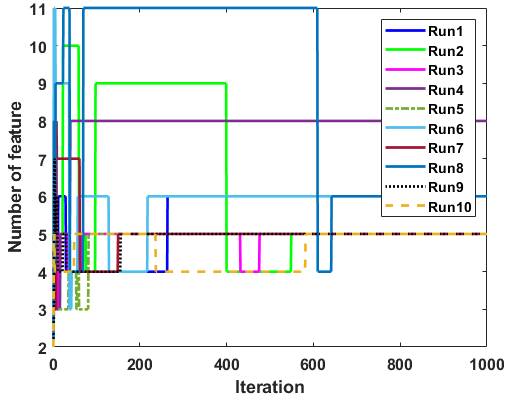 11
10
9
8
7
6
5
4
3
2
Number of feature
0
200
400
600
800
1000
Iteration
Run1
Run2
Run3
Run4
Run5
Run6
Run7
Run8
Run9
Run10